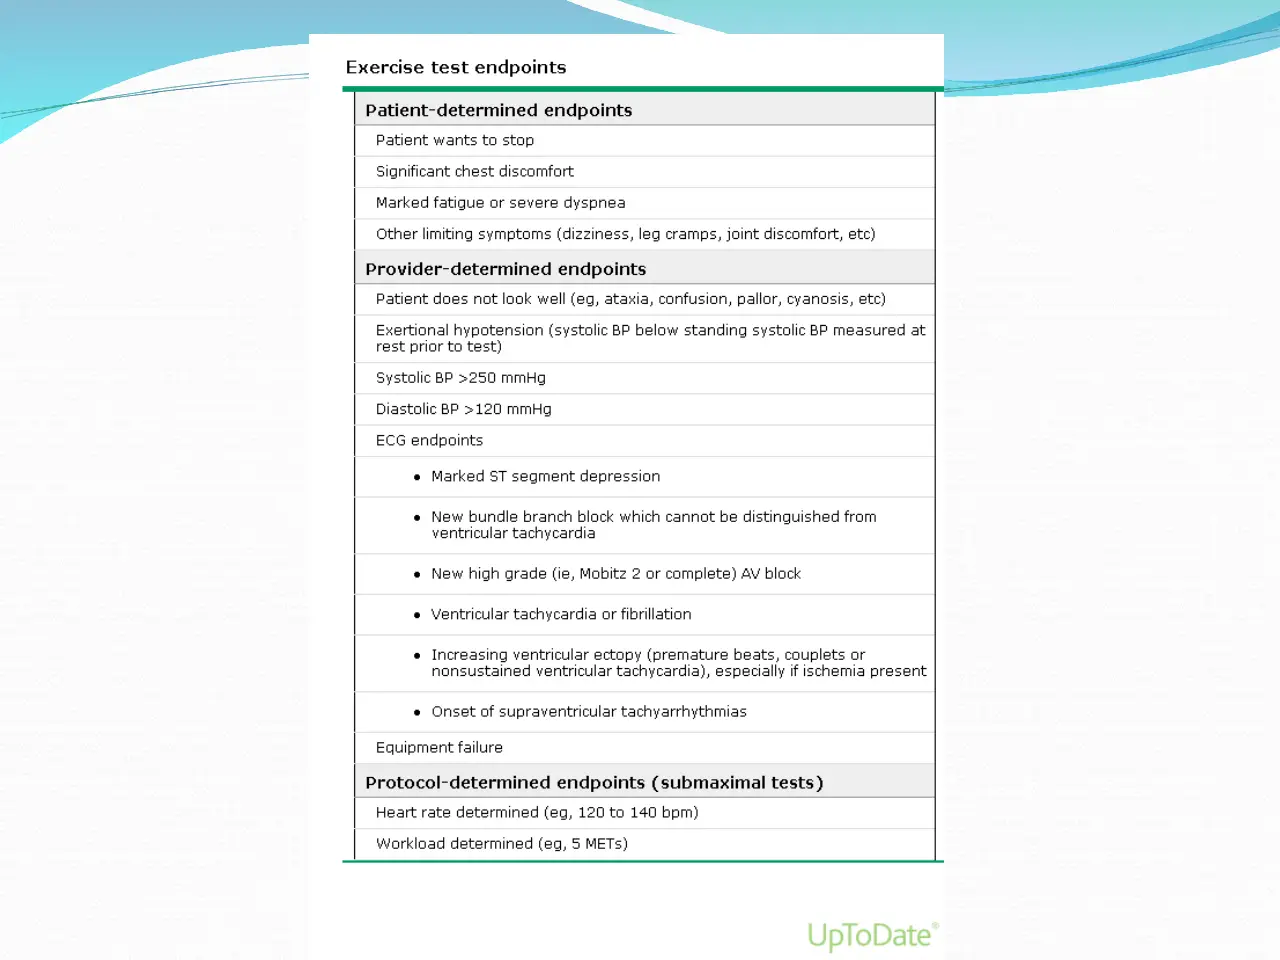 Exercise test endpoints
Patient-determined endpoints
Patient wants to stop
Significant chest discomfort
Marked fatigue or severe dyspnea
Other limiting symptoms (dizziness, leg cramps, joint discomfort, etc)
Provider-determined endpoints
Patient does not look well (eg, ataxia, confusion, pallor, cyanosis, etc)
Exertional hypotension (systolic BP below standing systolic BP measured at
rest prior to test)
Systolic BP >250 mmHg
Diastolic BP >120 mmHg
ECG endpoints
• Marked ST segment depression
• New bundle branch block which cannot be distinguished from
ventricular tachycardia
• New high grade (ie, Mobitz 2 or complete) AV block
• Ventricular tachycardia or fibrillation
• Increasing ventricular ectopy (premature beats, couplets or
nonsustained ventricular tachycardia), especially if ischemia present
• Onset of supraventricular tachyarrhythmias
Equipment failure
Protocol-determined endpoints (submaximal tests)
Heart rate determined (eg, 120 to 140 bpm)
Workload determined (eg, 5 METs)
UpToDate®